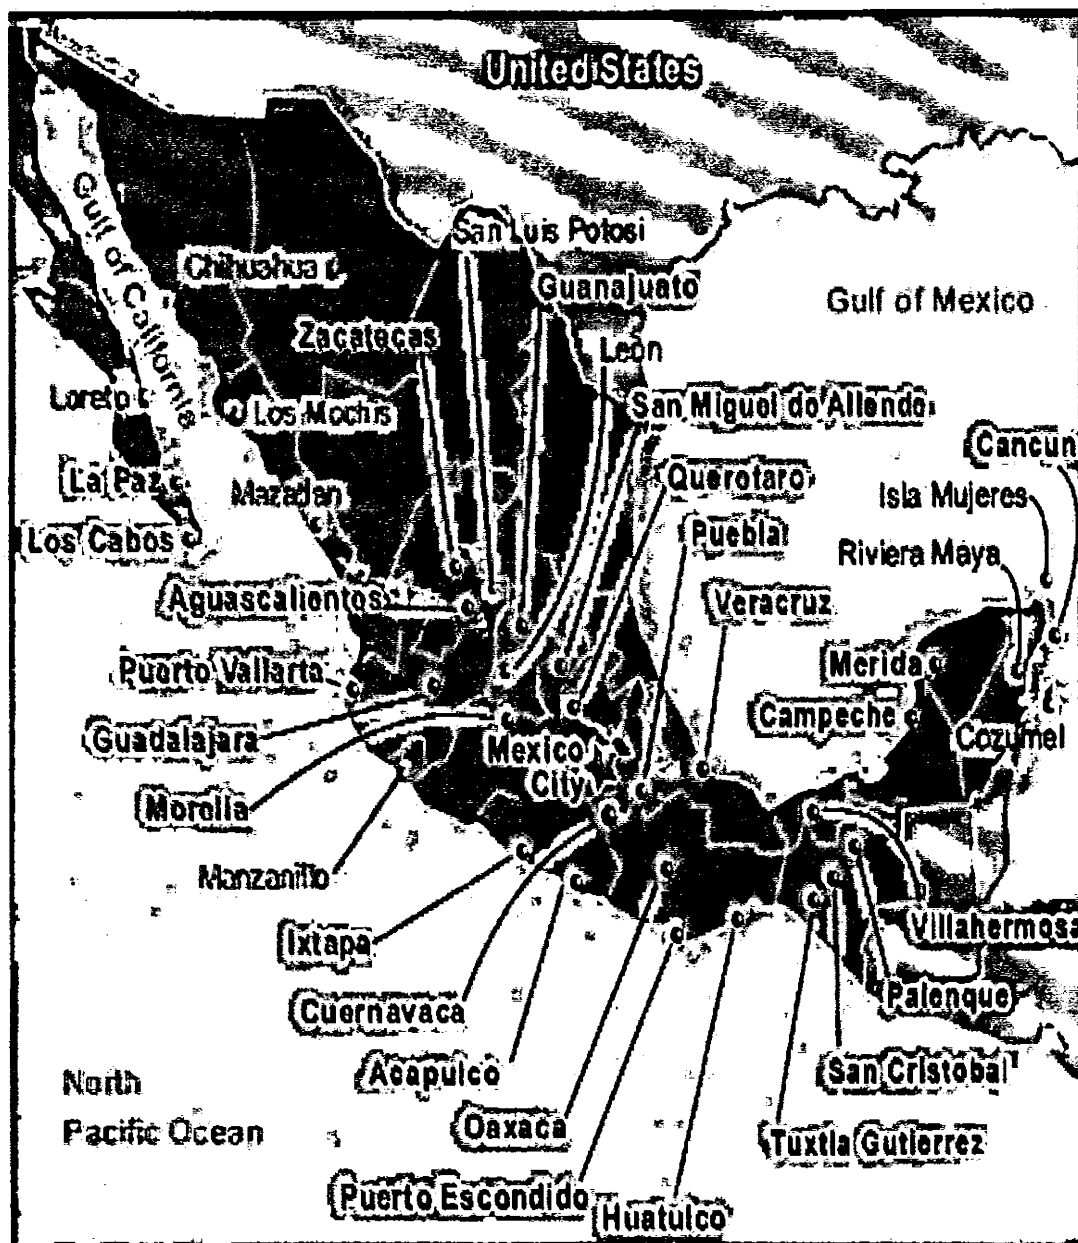 United States
San Luis Potosi
Gulf of California
Chihuahua
Guanajuato
Gulf of Mexico
Zacatecas
Leon
Loreto
Los Mochis
San Miguel de Allende
Cancun
La Paz
Mazatlan
Queretaro
Isla Mujeres
Los Cabos
Puebla
Riviera Maya
Aguascalientes
Veracruz
Puerto Vallarta
Merida
Guadalajara
Campeche
Mexico
City
Cozumel
Morelia
Manzanillo
Ixtapa
Villahermosa
Cuernavaca
Palenque
Acapulco
San Cristobal
North
Pacific Ocean
Oaxaca
Tuxtla Gutierrez
Puerto Escondido
Huatulco